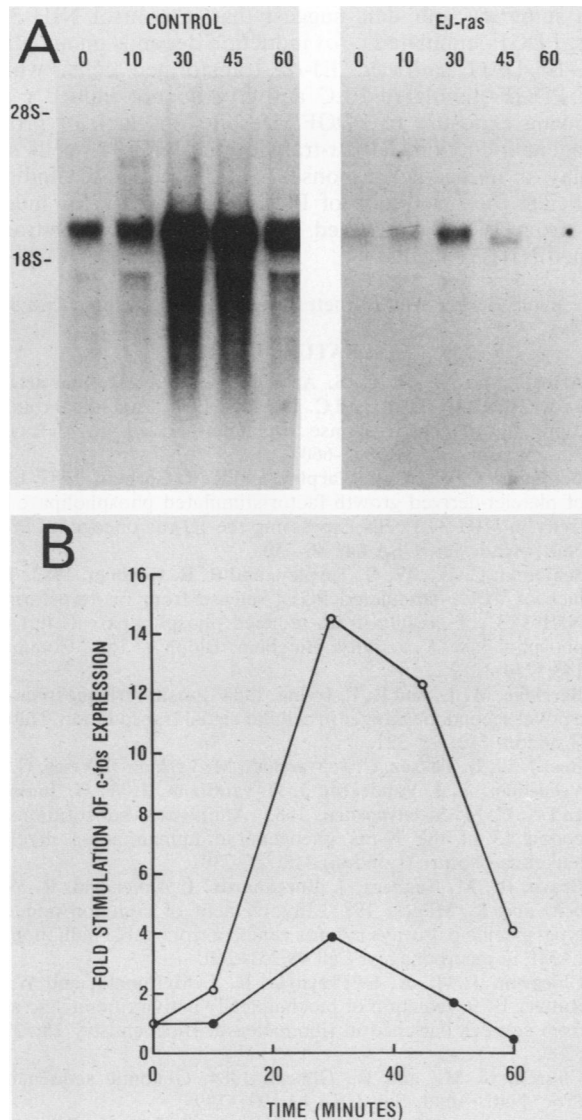 A
CONTROL
EJ-ras
0 10 30 45 60
0 10 30 45 60
28S-
18S-
B
FOLD STIMULATION OF c-fos EXPRESSION
16
14
12
10
8
6
4
2
0
0 20 40 60
TIME (MINUTES)